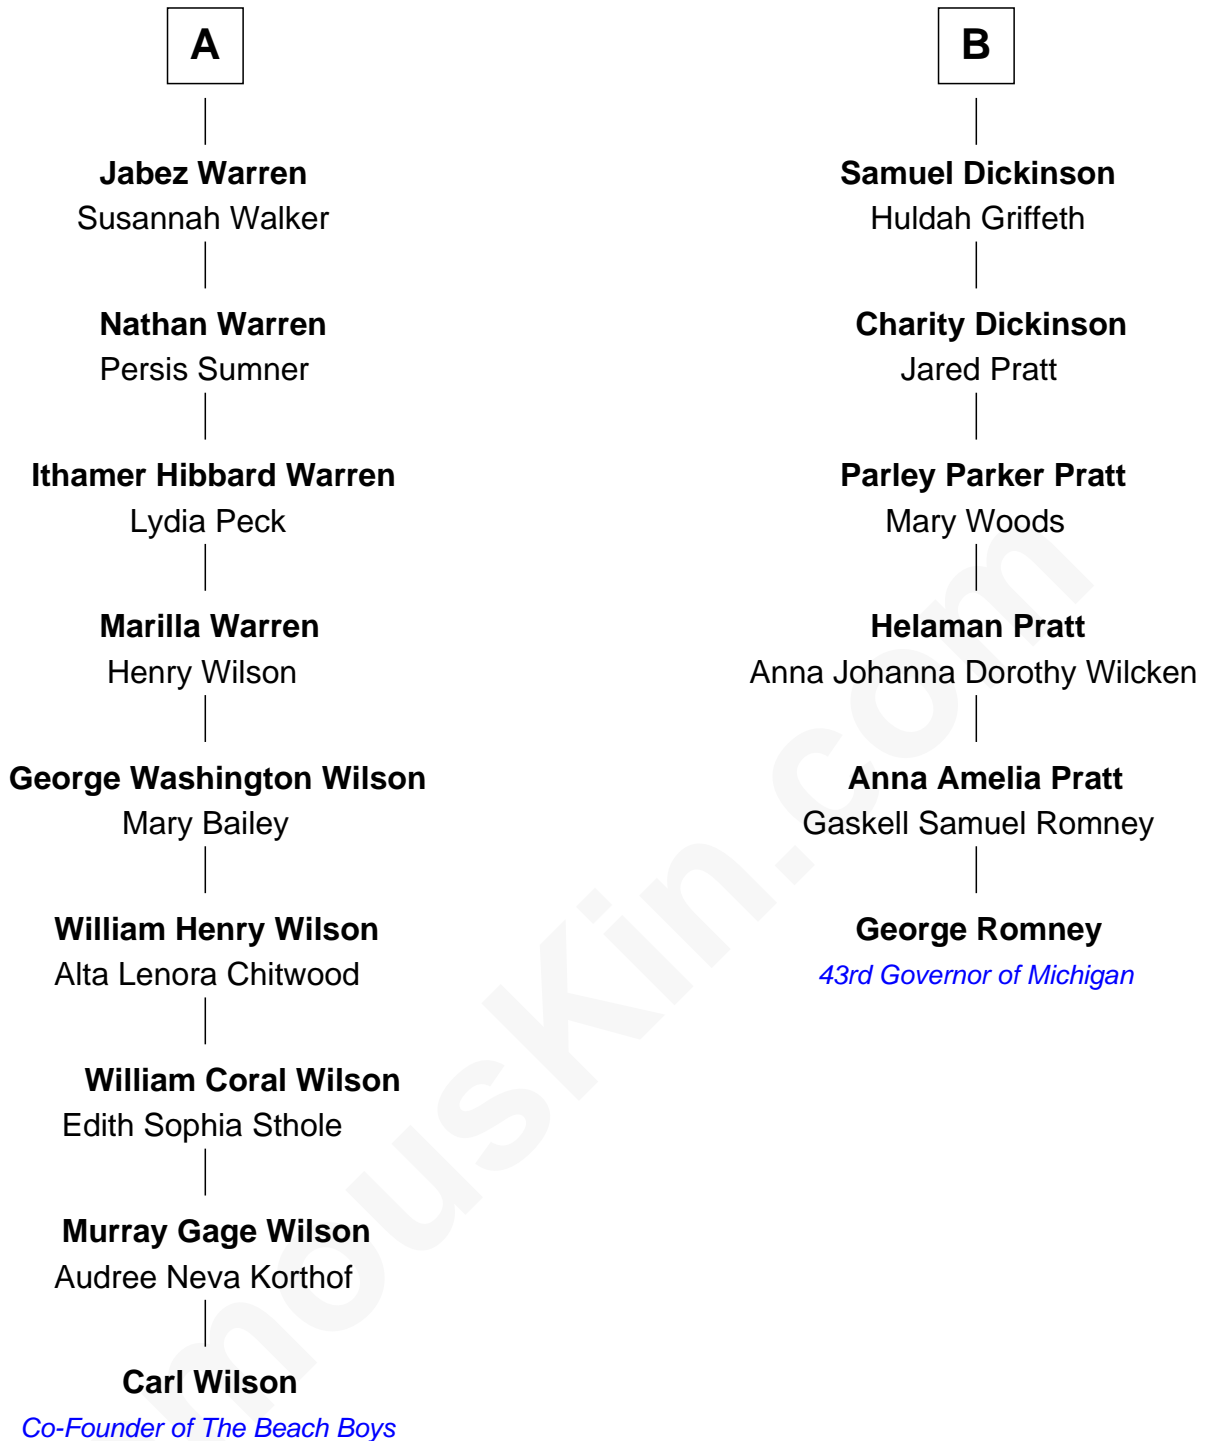 A
Jabez Warren
Susannah Walker
Nathan Warren
Persis Sumner
Ithamer Hibbard Warren
Lydia Peck
Marilla Warren
Henry Wilson
George Washington Wilson
Mary Bailey
William Henry Wilson
Alta Lenora Chitwood
William Coral Wilson
Edith Sophia Sthole
Murray Gage Wilson
Audree Neva Korthof
Carl Wilson
Co-Founder of The Beach Boys
B
Samuel Dickinson
Huldah Griffeth
Charity Dickinson
Jared Pratt
Parley Parker Pratt
Mary Woods
Helaman Pratt
Anna Johanna Dorothy Wilcken
Anna Amelia Pratt
Gaskell Samuel Romney
George Romney
43rd Governor of Michigan
mouskin.com